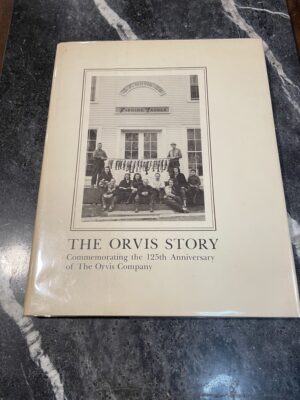 FISHING TACKLE
THE ORVIS STORY
Commemorating the 125th Anniversary
of The Orvis Company